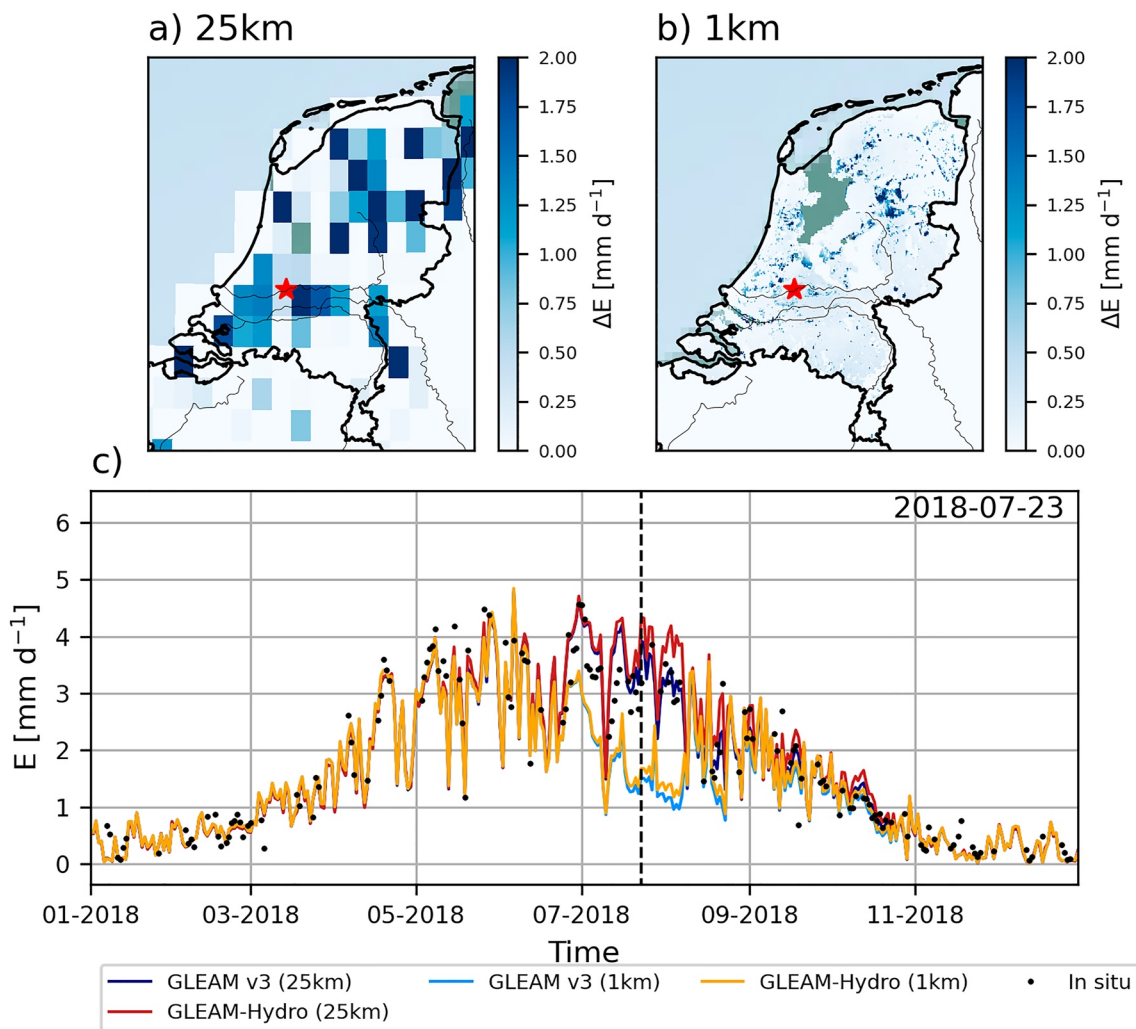 a) 25km
b) 1km
2.00
1.75
1.50
1.25
1.00
0.75
0.50
0.25
0.00
ΔE [mm d⁻¹]
2.00
1.75
1.50
1.25
1.00
0.75
0.50
0.25
0.00
ΔE [mm d⁻¹]
c)
2018-07-23
6
5
4
3
2
1
0
E [mm d⁻¹]
01-2018 03-2018 05-2018 07-2018 09-2018 11-2018
Time
GLEAM v3 (25km) GLEAM v3 (1km) GLEAM-Hydro (1km) In situ
GLEAM-Hydro (25km)